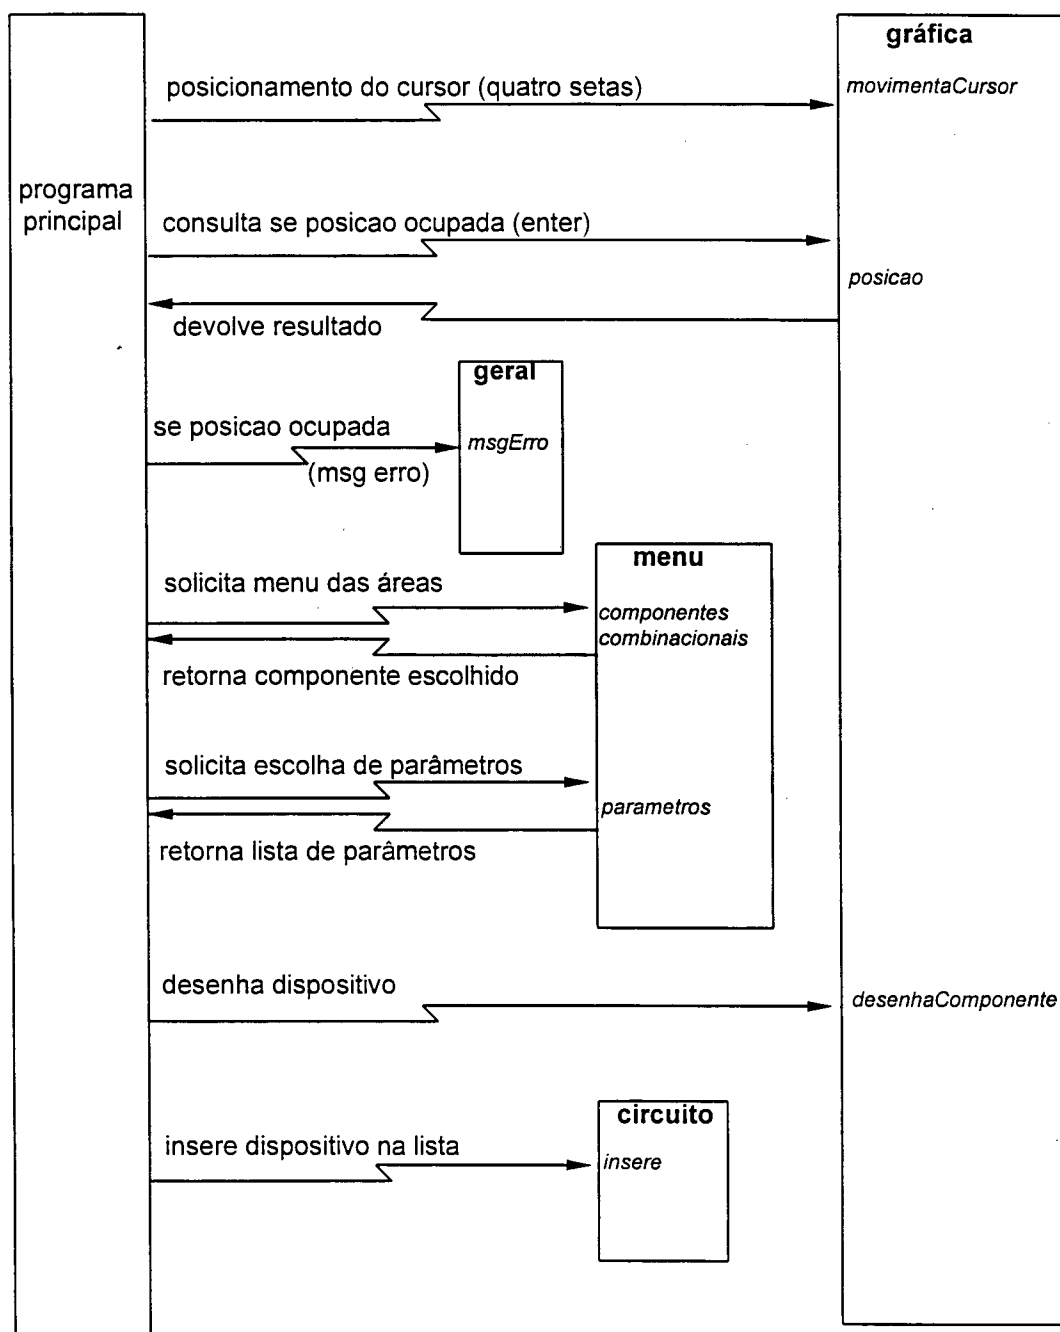 gráfica
posicionamento do cursor (quatro setas)
movimentaCursor
programa
principal
consulta se posicao ocupada (enter)
posicao
devolve resultado
geral
se posicao ocupada
msgErro
(msg erro)
menu
solicita menu das áreas
componentes
combinacionais
retorna componente escolhido
solicita escolha de parâmetros
parametros
retorna lista de parâmetros
desenha dispositivo
desenhaComponente
circuito
insere dispositivo na lista
insere